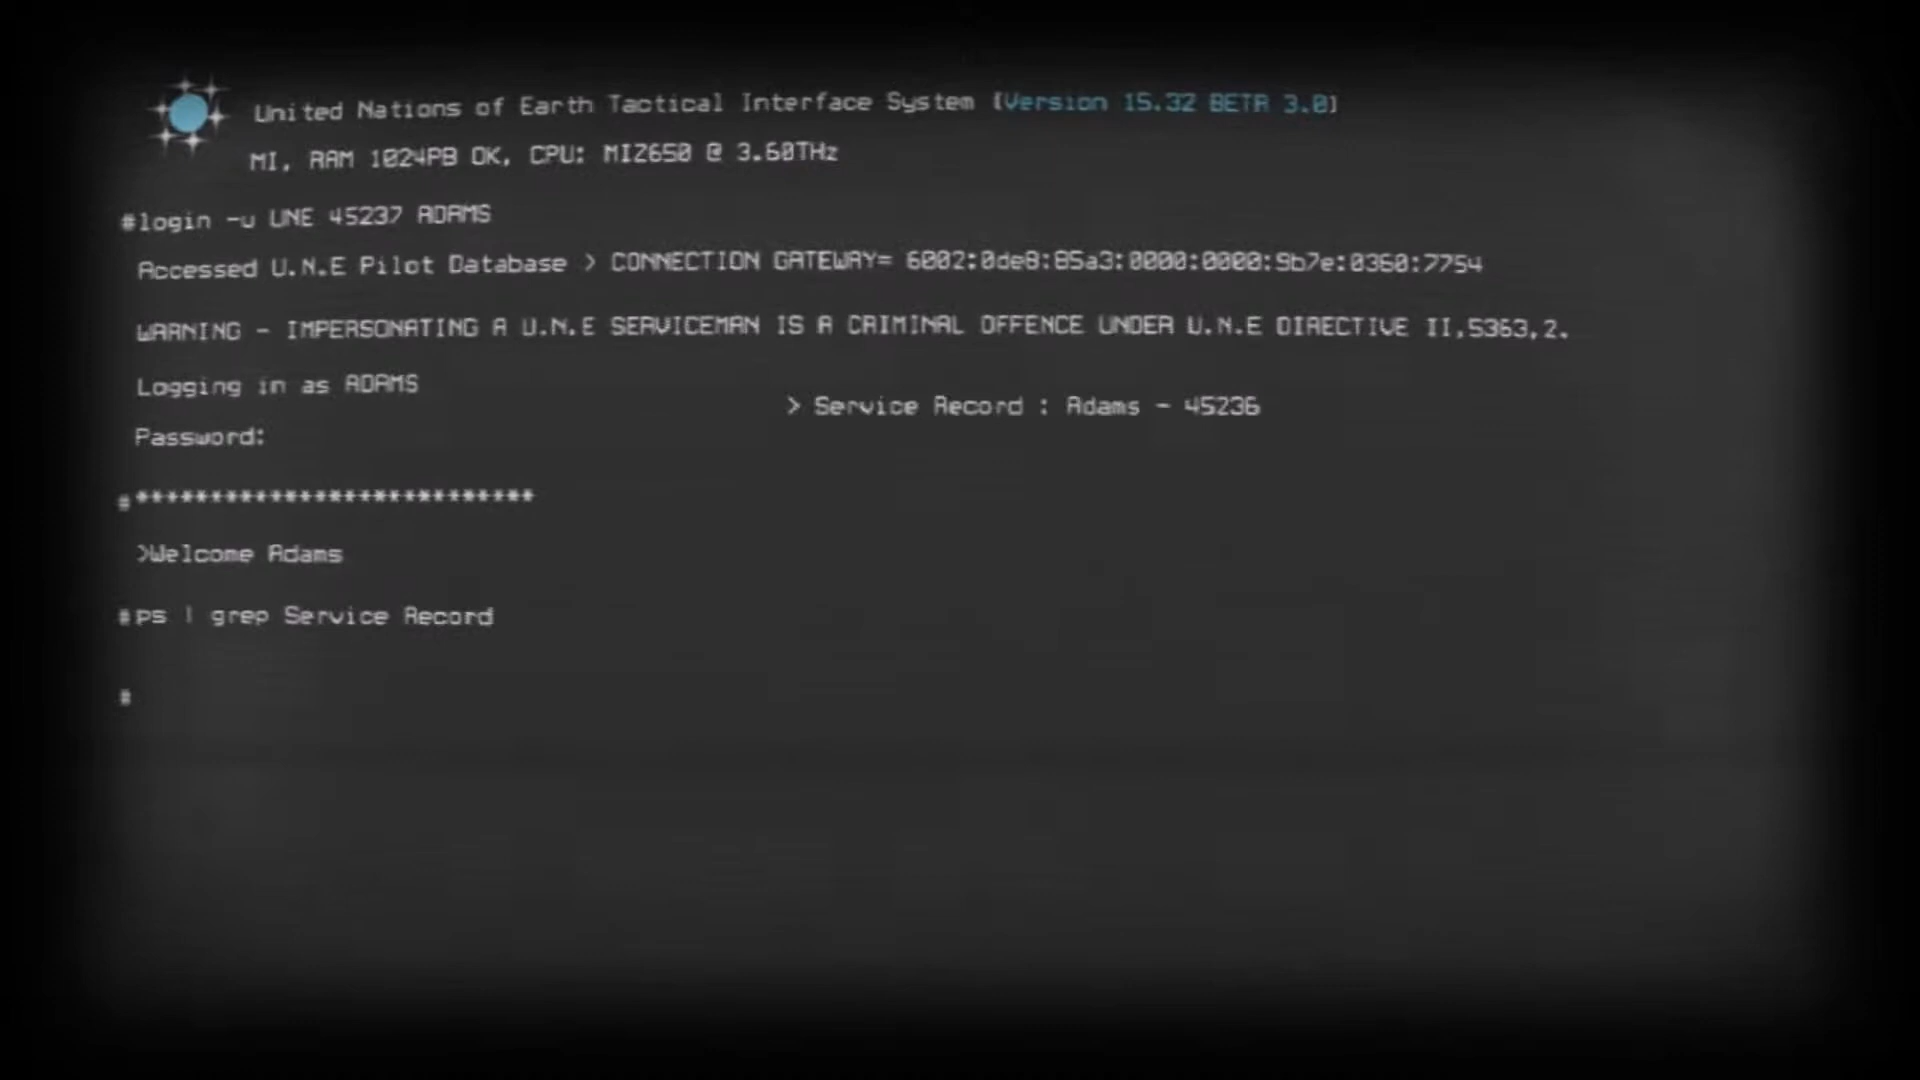 United Nations of Earth Tactical Interface System [Version 15.32 BETA 3.0]
MI, RAM 1024PB OK, CPU: MIZ650 @ 3.60THz
#login -u UNE 45237 ADAMS
Accessed U.N.E Pilot Database > CONNECTION GATEWAY= 6002:0de8:85a3:0000:0000:9b7e:0360:7754
WARNING - IMPERSONATING A U.N.E SERVICEMAN IS A CRIMINAL OFFENCE UNDER U.N.E DIRECTIVE II,5363,2.
Logging in as ADAMS
> Service Record : Adams - 45236
Password:
#***************************
>Welcome Adams
#ps | grep Service Record
#